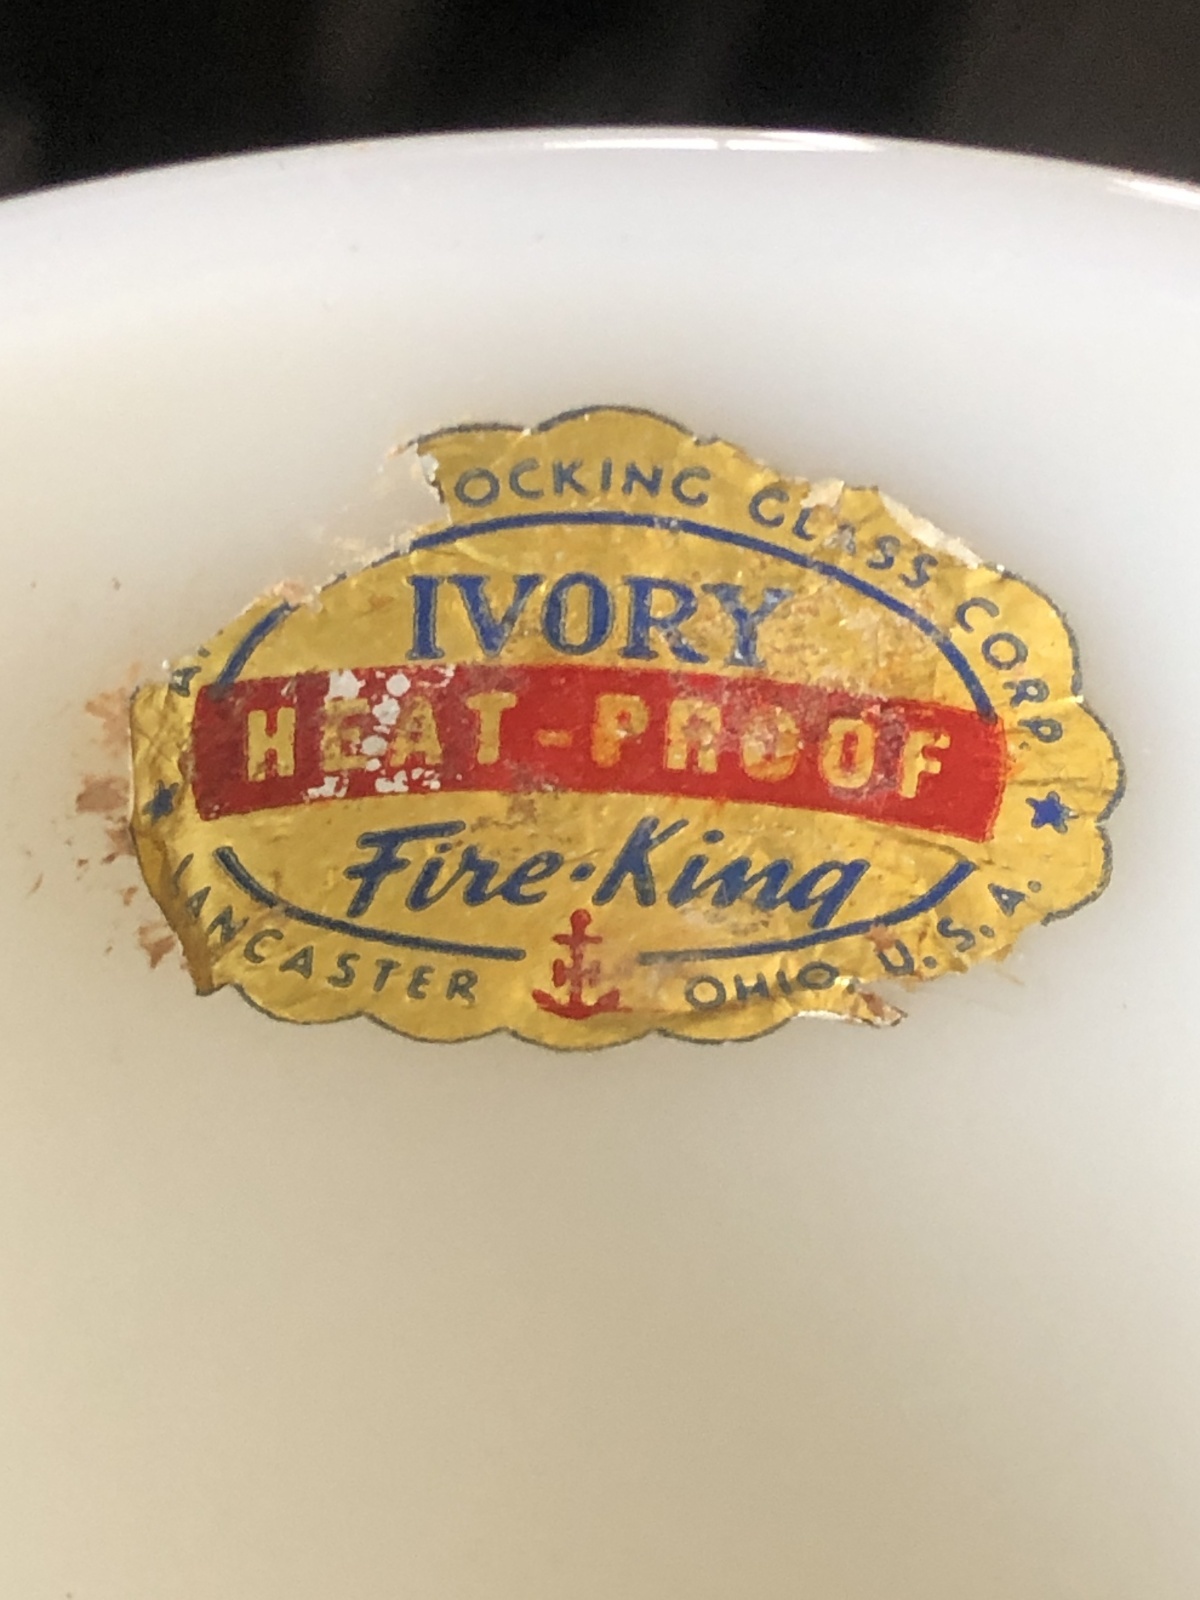 A. OCKING GLASS CORP.
IVORY
HEAT-PROOF
Fire·King
LANCASTER OHIO, U.S.A.